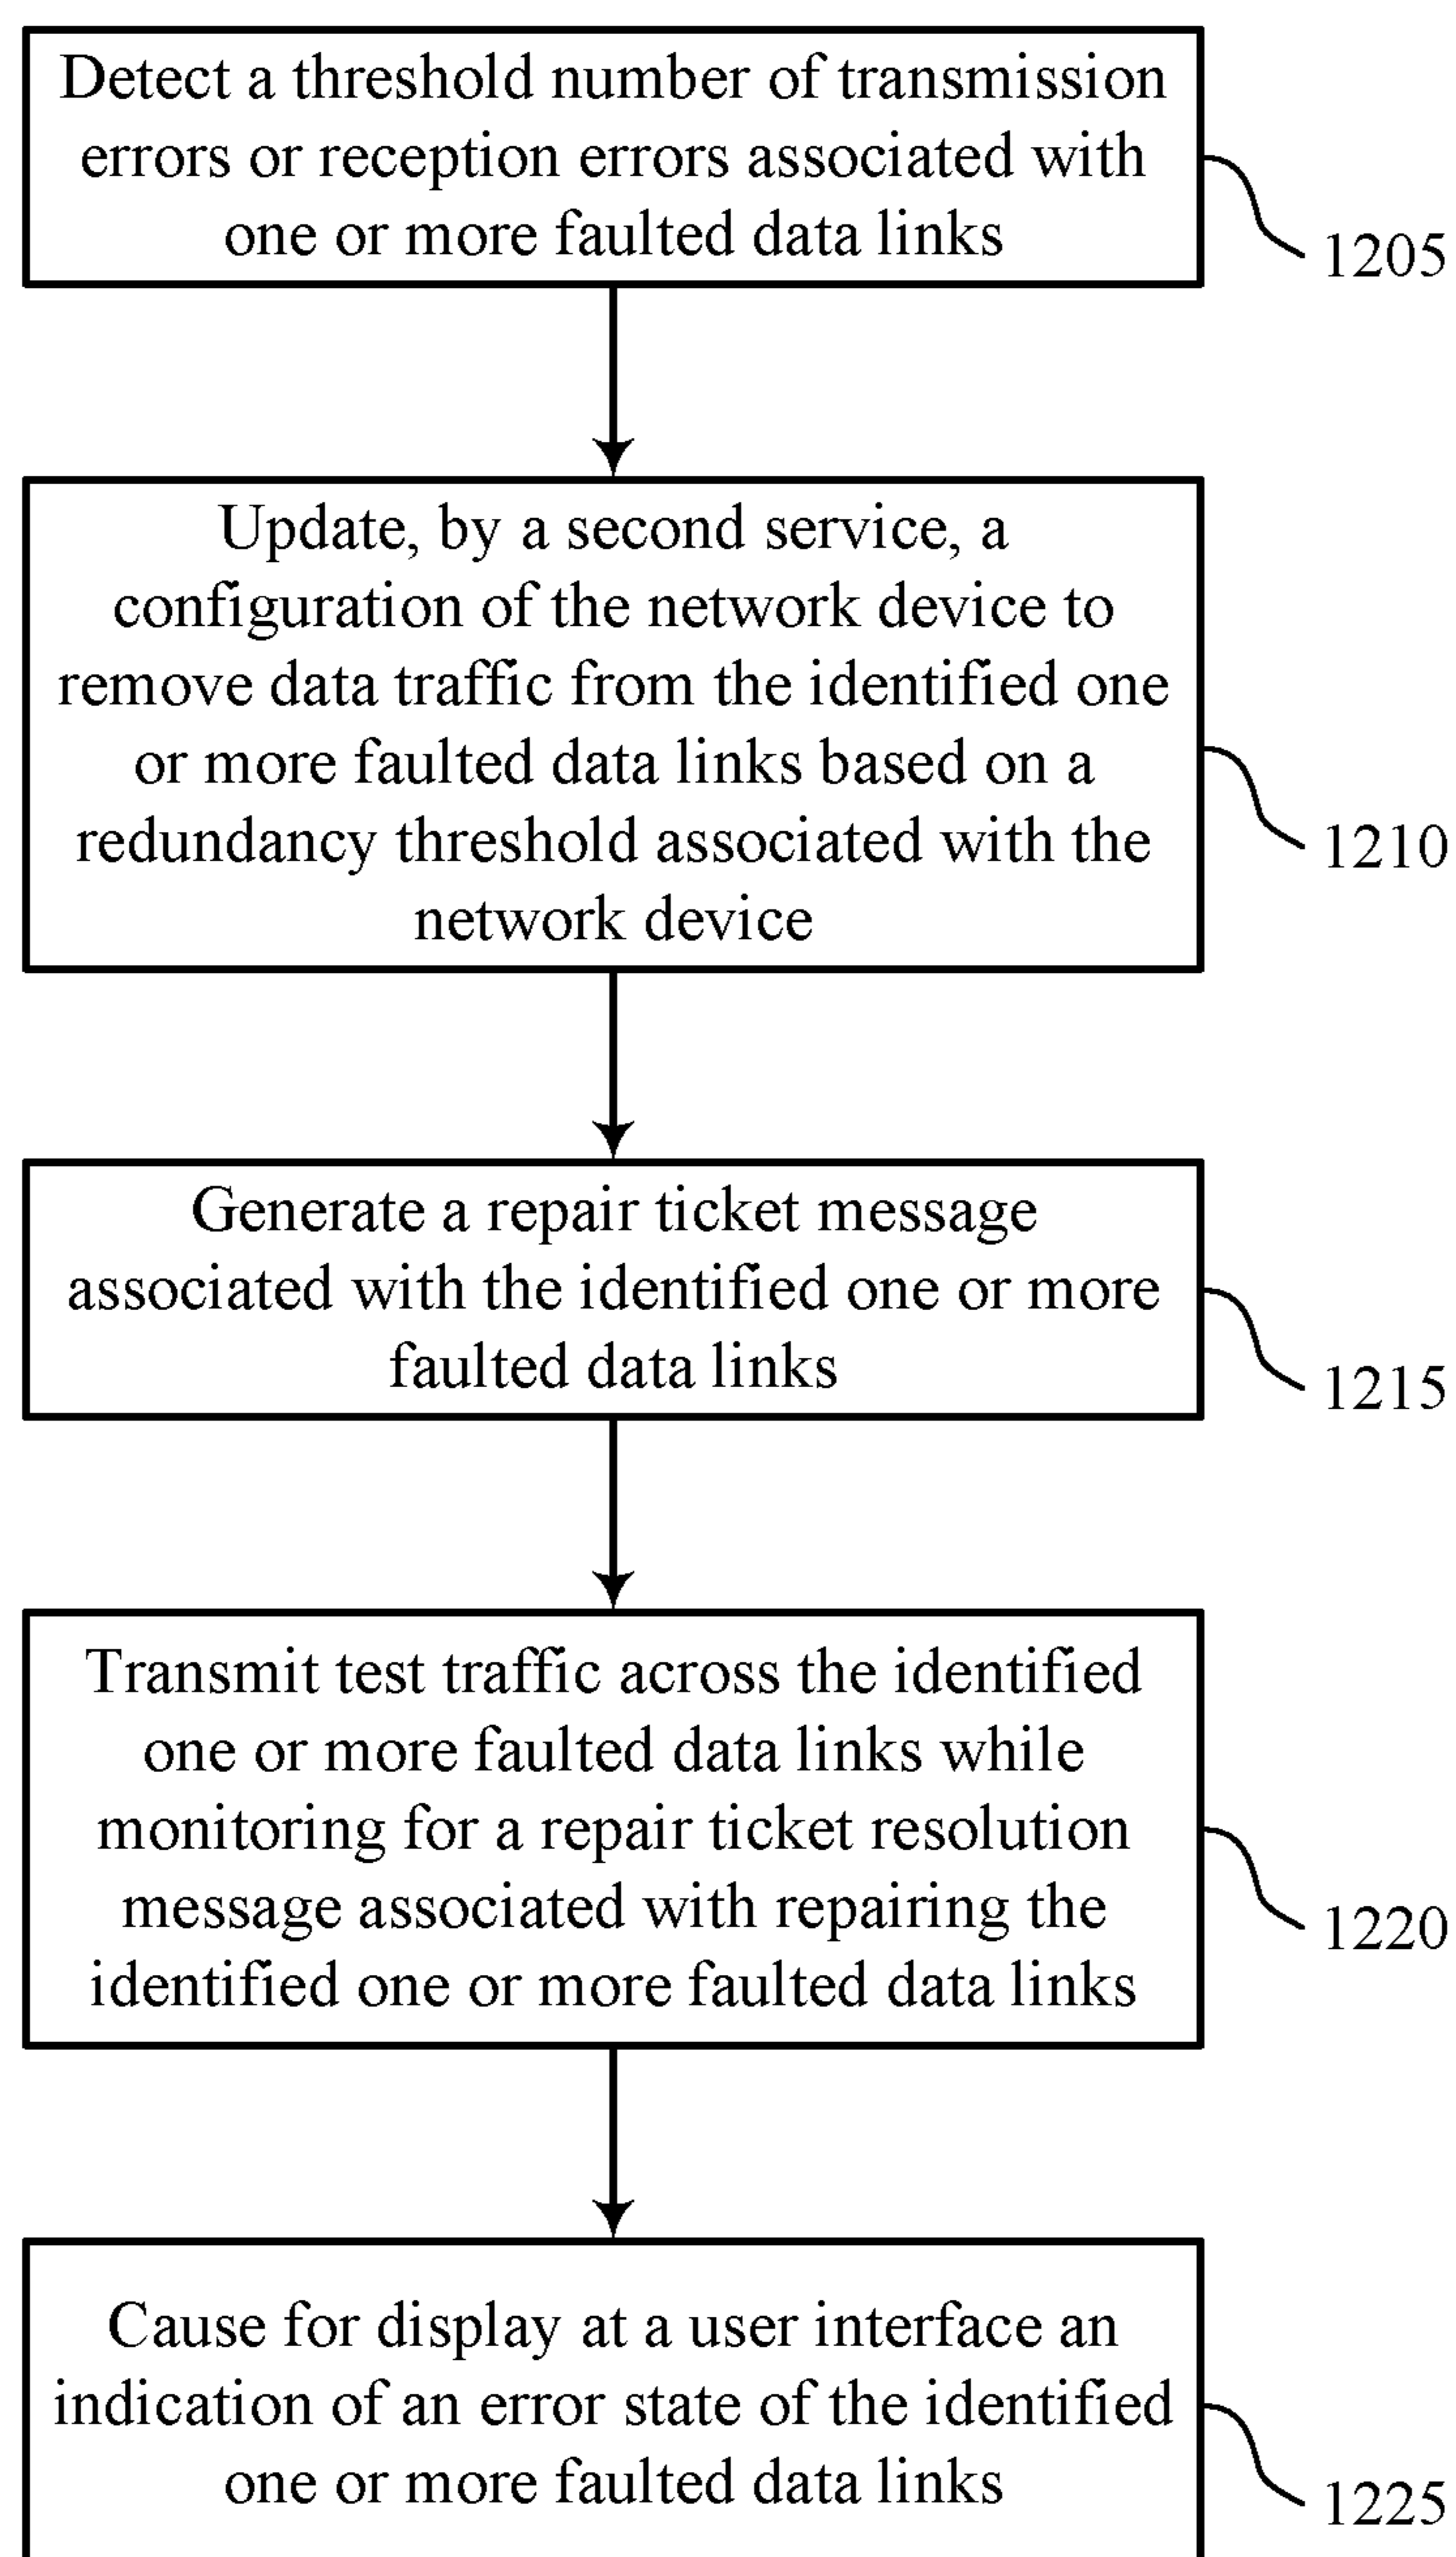 Detect a threshold number of transmission
errors or reception errors associated with
one or more faulted data links
1205
Update, by a second service, a
configuration of the network device to
remove data traffic from the identified one
or more faulted data links based on a
redundancy threshold associated with the
network device
1210
Generate a repair ticket message
associated with the identified one or more
faulted data links
1215
Transmit test traffic across the identified
one or more faulted data links while
monitoring for a repair ticket resolution
message associated with repairing the
identified one or more faulted data links
1220
Cause for display at a user interface an
indication of an error state of the identified
one or more faulted data links
1225